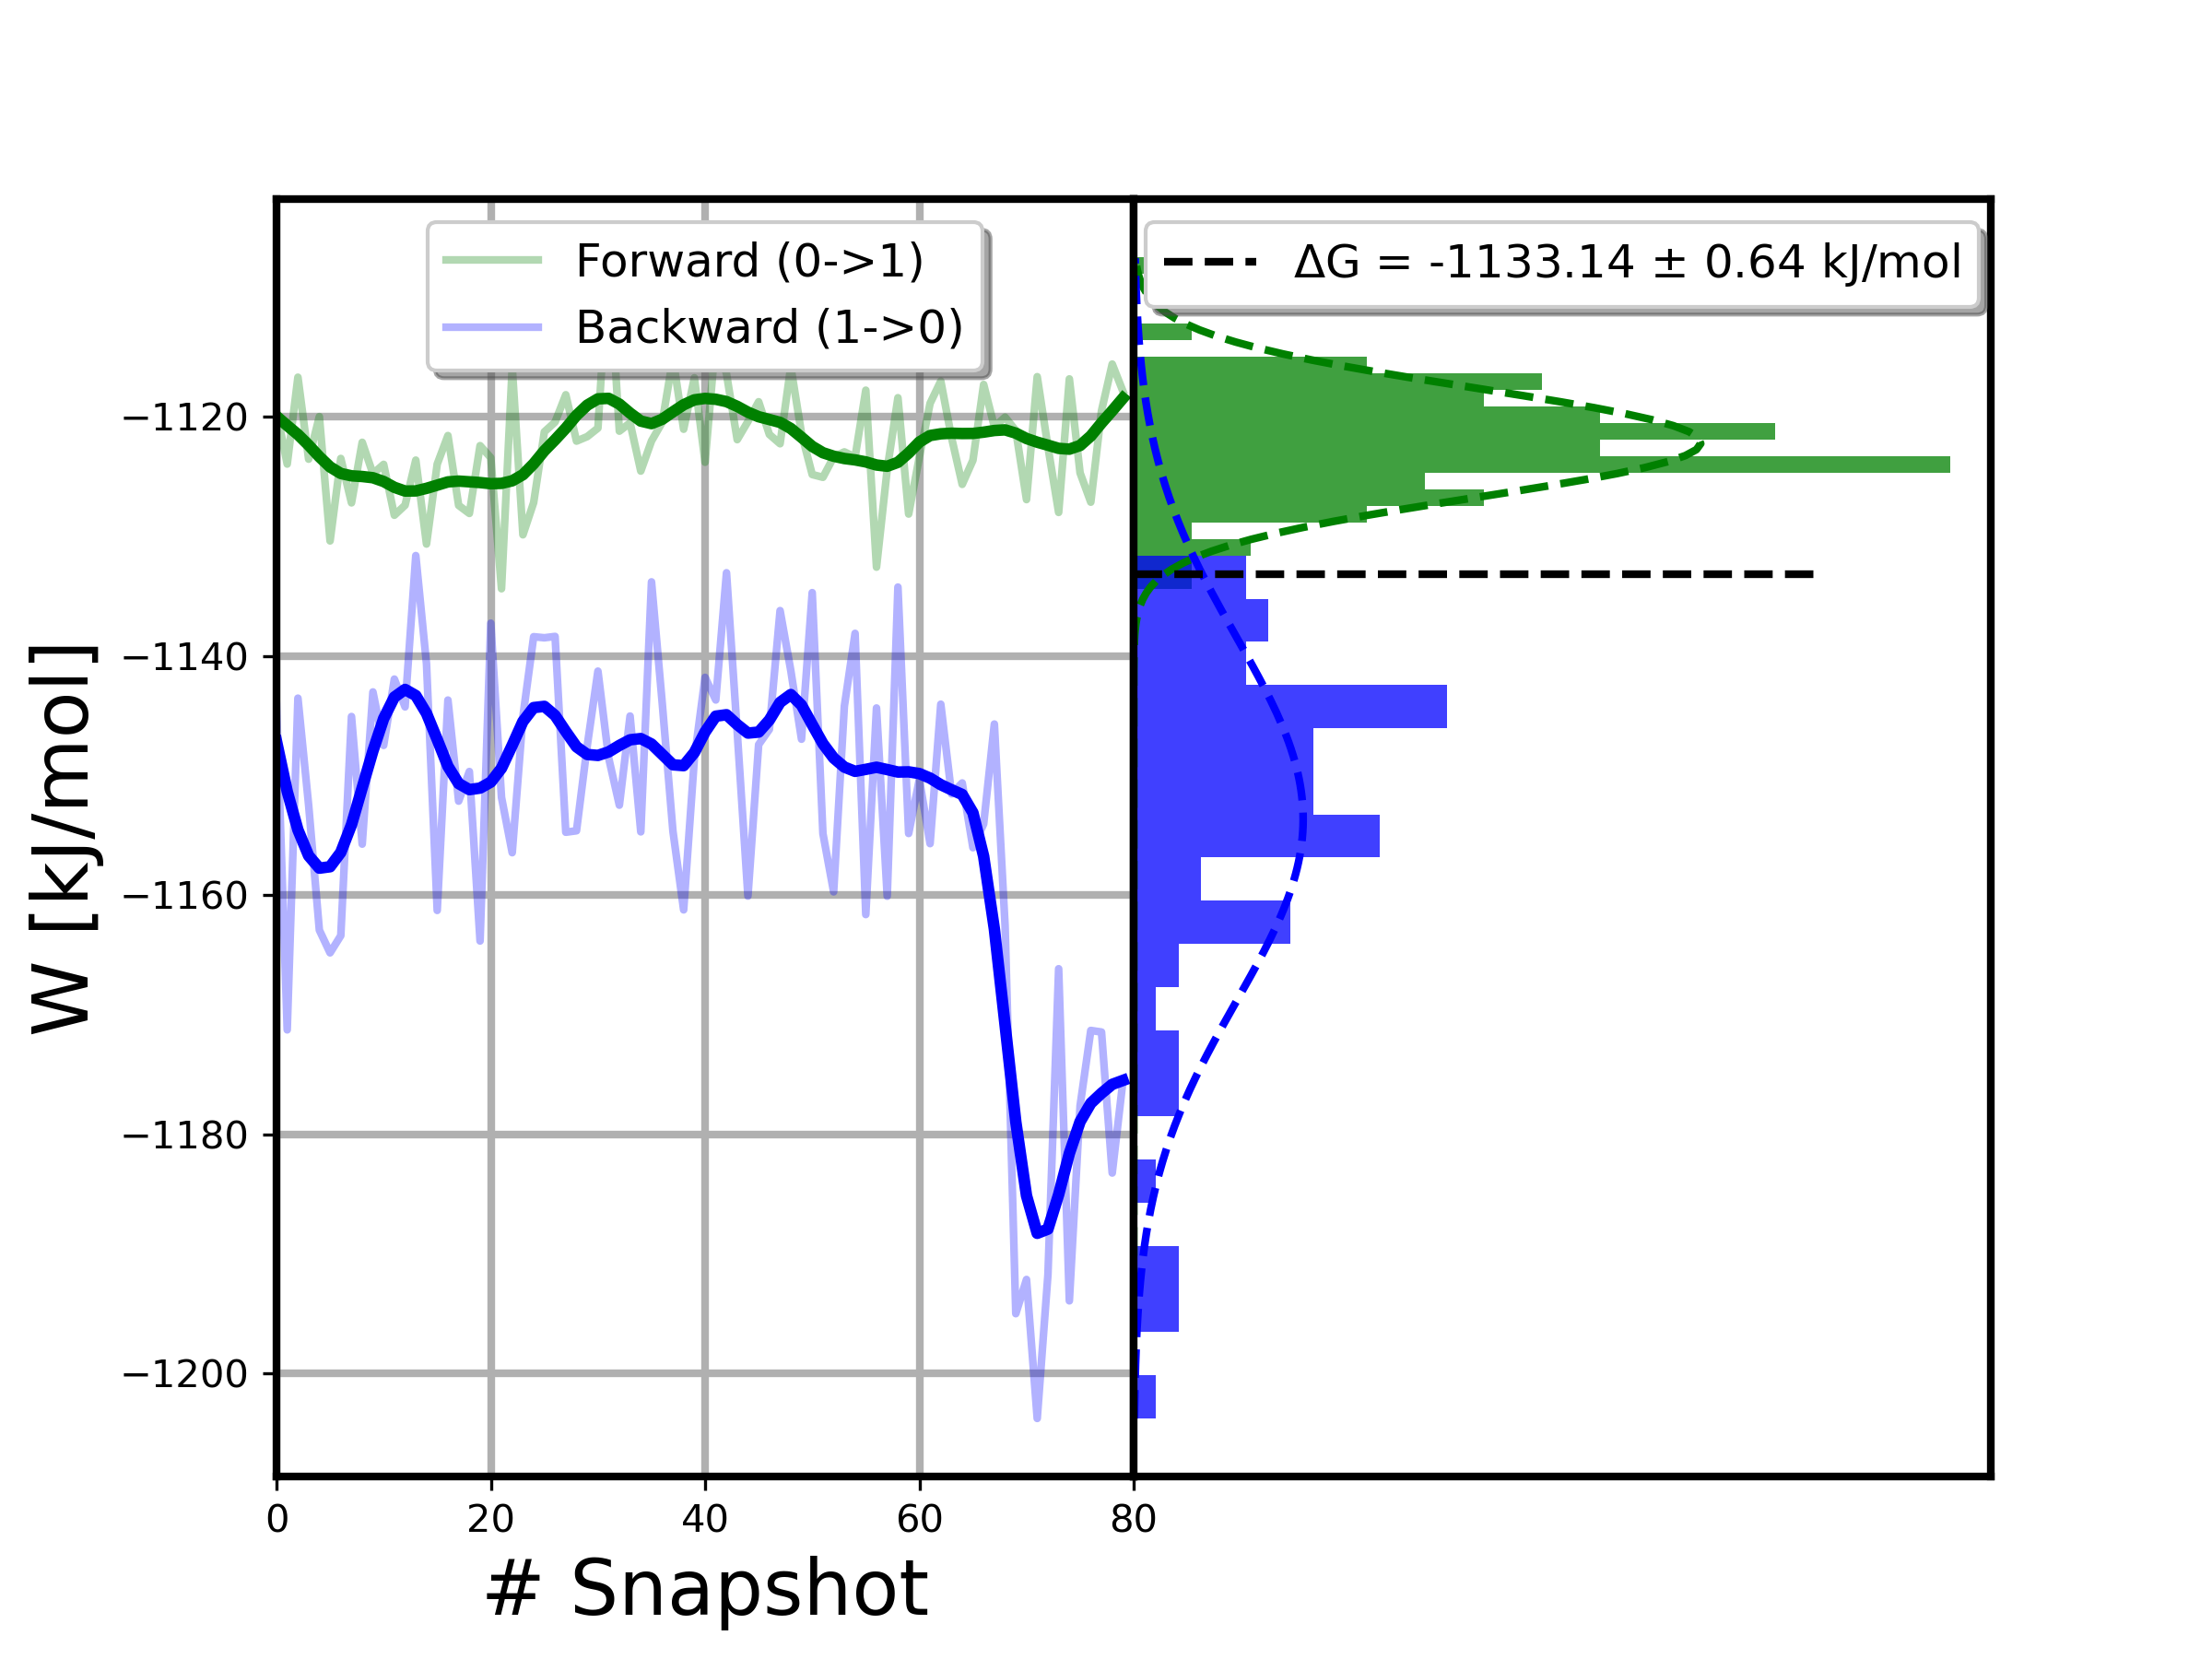 Forward (0->1)
Backward (1->0)
ΔG = -1133.14 ± 0.64 kJ/mol
−1120
−1140
−1160
−1180
−1200
W [kJ/mol]
0 20 40 60 80
# Snapshot